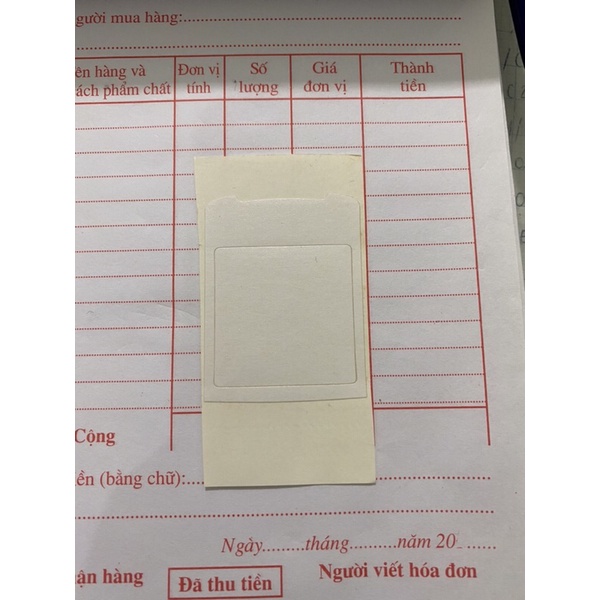 gười mua hàng:
ên hàng và Đơn vị Số Giá Thành
ách phẩm chất tính lượng đơn vị tiền
Cộng
ền (bằng chữ):
Ngày.........tháng..........năm 20
ận hàng Đã thu tiền Người viết hóa đơn